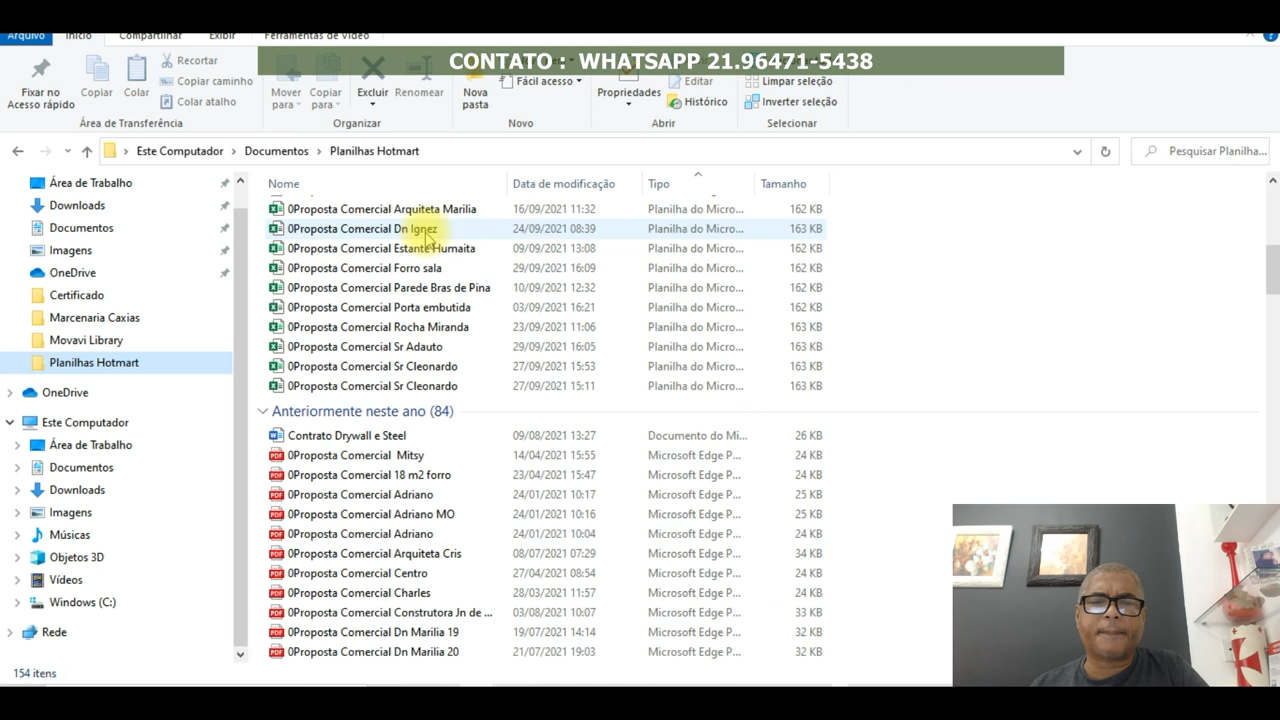 CONTATO : WHATSAPP 21.96471-5438
Arquivo Início Compartilhar Exibir Ferramentas de Vídeo
Fixar no
Acesso rápido
Copiar
Colar
Recortar
Copiar caminho
Colar atalho
Área de Transferência
Mover
para
Copiar
para
Excluir
Renomear
Organizar
Nova
pasta
Fácil acesso
Novo
Propriedades
Editar
Histórico
Abrir
Limpar seleção
Inverter seleção
Selecionar
Este Computador > Documentos > Planilhas Hotmart
Pesquisar Planilha...
Área de Trabalho
Downloads
Documentos
Imagens
OneDrive
Certificado
Marcenaria Caxias
Movavi Library
Planilhas Hotmart
OneDrive
Este Computador
Área de Trabalho
Documentos
Downloads
Imagens
Músicas
Objetos 3D
Vídeos
Windows (C:)
Rede
Nome Data de modificação Tipo Tamanho
0Proposta Comercial Arquiteta Marilia 16/09/2021 11:32 Planilha do Micro... 162 KB
0Proposta Comercial Dn Ignez 24/09/2021 08:39 Planilha do Micro... 163 KB
0Proposta Comercial Estante Humaita 09/09/2021 13:08 Planilha do Micro... 162 KB
0Proposta Comercial Forro sala 29/09/2021 16:09 Planilha do Micro... 162 KB
0Proposta Comercial Parede Bras de Pina 10/09/2021 12:32 Planilha do Micro... 162 KB
0Proposta Comercial Porta embutida 03/09/2021 16:21 Planilha do Micro... 162 KB
0Proposta Comercial Rocha Miranda 23/09/2021 11:06 Planilha do Micro... 163 KB
0Proposta Comercial Sr Adauto 29/09/2021 16:05 Planilha do Micro... 163 KB
0Proposta Comercial Sr Cleonardo 27/09/2021 15:53 Planilha do Micro... 163 KB
0Proposta Comercial Sr Cleonardo 27/09/2021 15:11 Planilha do Micro... 163 KB
Anteriormente neste ano (84)
Contrato Drywall e Steel 09/08/2021 13:27 Documento do Mi... 26 KB
0Proposta Comercial Mitsy 14/04/2021 15:55 Microsoft Edge P... 24 KB
0Proposta Comercial 18 m2 forro 23/04/2021 15:47 Microsoft Edge P... 24 KB
0Proposta Comercial Adriano 24/01/2021 10:17 Microsoft Edge P... 25 KB
0Proposta Comercial Adriano MO 24/01/2021 10:16 Microsoft Edge P... 25 KB
0Proposta Comercial Adriano 24/01/2021 10:04 Microsoft Edge P... 24 KB
0Proposta Comercial Arquiteta Cris 08/07/2021 07:29 Microsoft Edge P... 34 KB
0Proposta Comercial Centro 27/04/2021 08:54 Microsoft Edge P... 24 KB
0Proposta Comercial Charles 28/03/2021 11:57 Microsoft Edge P... 24 KB
0Proposta Comercial Construtora Jn de ... 03/08/2021 10:07 Microsoft Edge P... 33 KB
0Proposta Comercial Dn Marilia 19 19/07/2021 14:14 Microsoft Edge P... 32 KB
0Proposta Comercial Dn Marilia 20 21/07/2021 19:03 Microsoft Edge P... 32 KB
154 itens